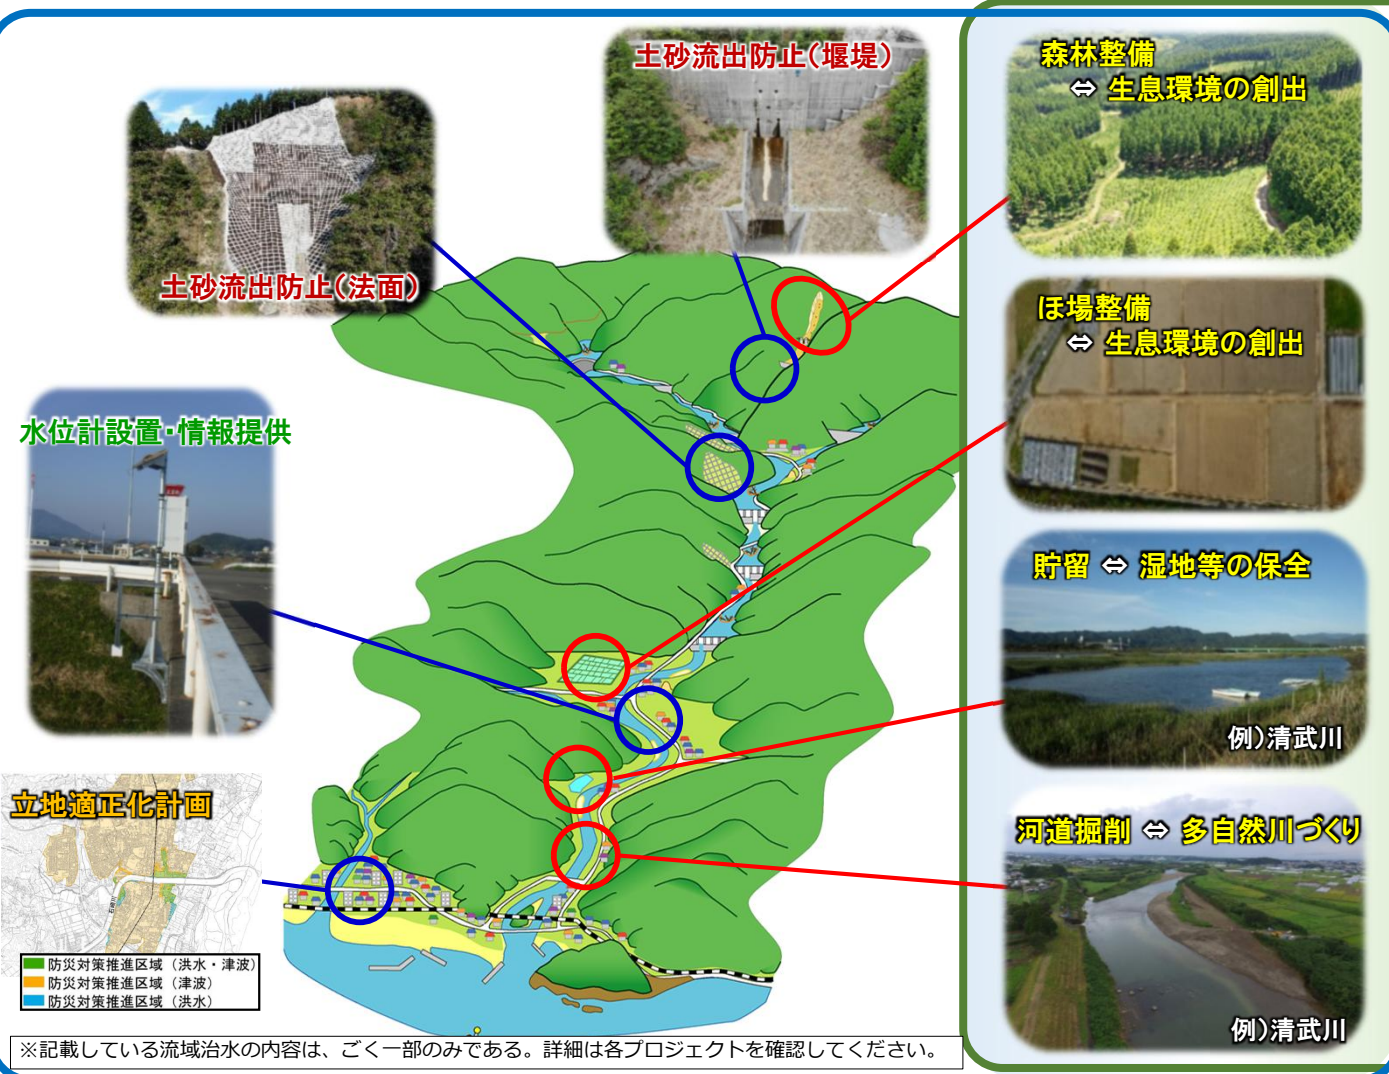 土砂流出防止(堰堤)
土砂流出防止(法面)
水位計設置・情報提供
立地適正化計画
防災対策推進区域（洪水・津波）
防災対策推進区域（津波）
防災対策推進区域（洪水）
森林整備
⇔ 生息環境の創出
ほ場整備
⇔ 生息環境の創出
貯留 ⇔ 湿地等の保全
例)清武川
河道掘削 ⇔ 多自然川づくり
例)清武川
※記載している流域治水の内容は、ごく一部のみである。詳細は各プロジェクトを確認してください。